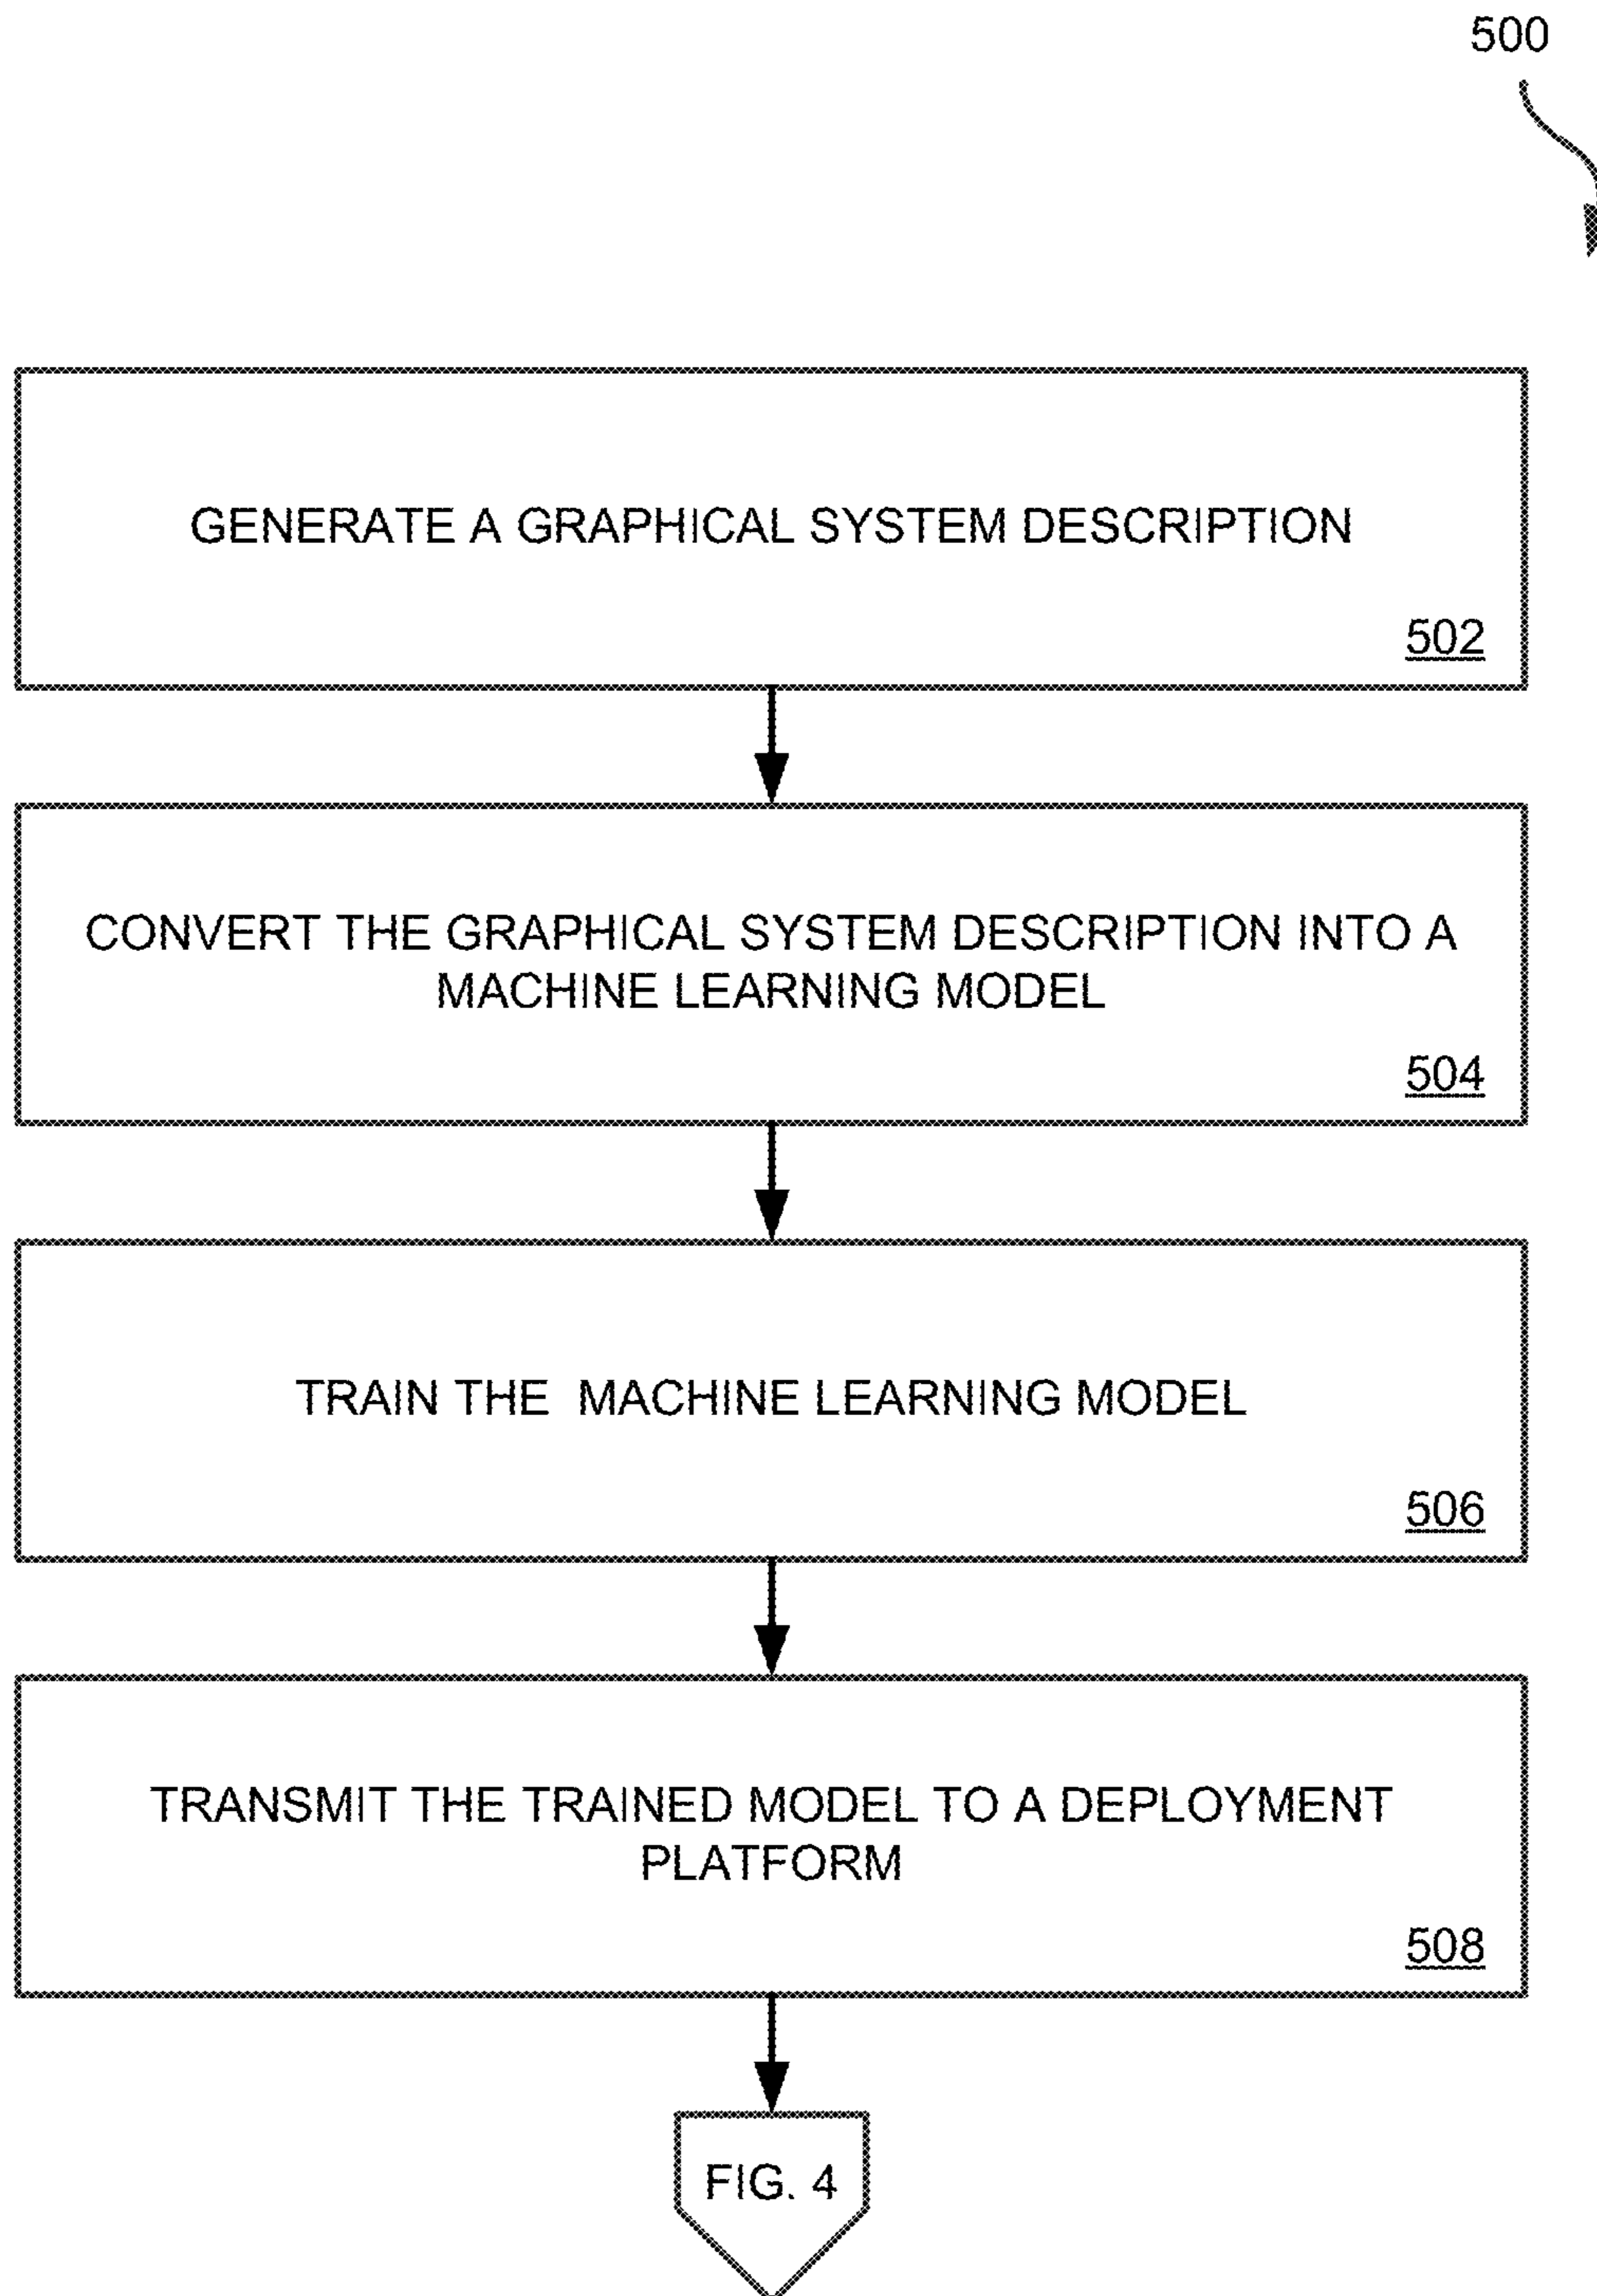 500
GENERATE A GRAPHICAL SYSTEM DESCRIPTION
502
CONVERT THE GRAPHICAL SYSTEM DESCRIPTION INTO A
MACHINE LEARNING MODEL
504
TRAIN THE  MACHINE LEARNING MODEL
506
TRANSMIT THE TRAINED MODEL TO A DEPLOYMENT
PLATFORM
508
FIG. 4